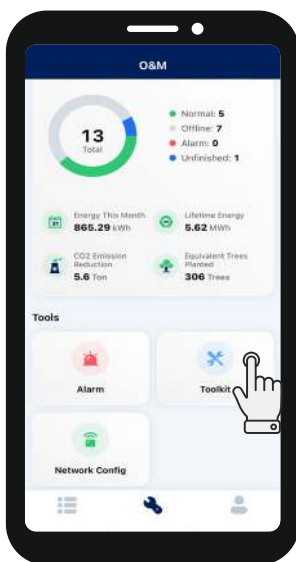 O&M
13
Total
Normal: 5
Offline: 7
Alarm: 0
Unfinished: 1
Energy This Month
865.29 kWh
Lifetime Energy
5.62 MWh
CO2 Emission
Reduction
5.6 Ton
Equivalent Trees
Planted
306 Trees
Tools
Alarm
Toolkit
Network Config